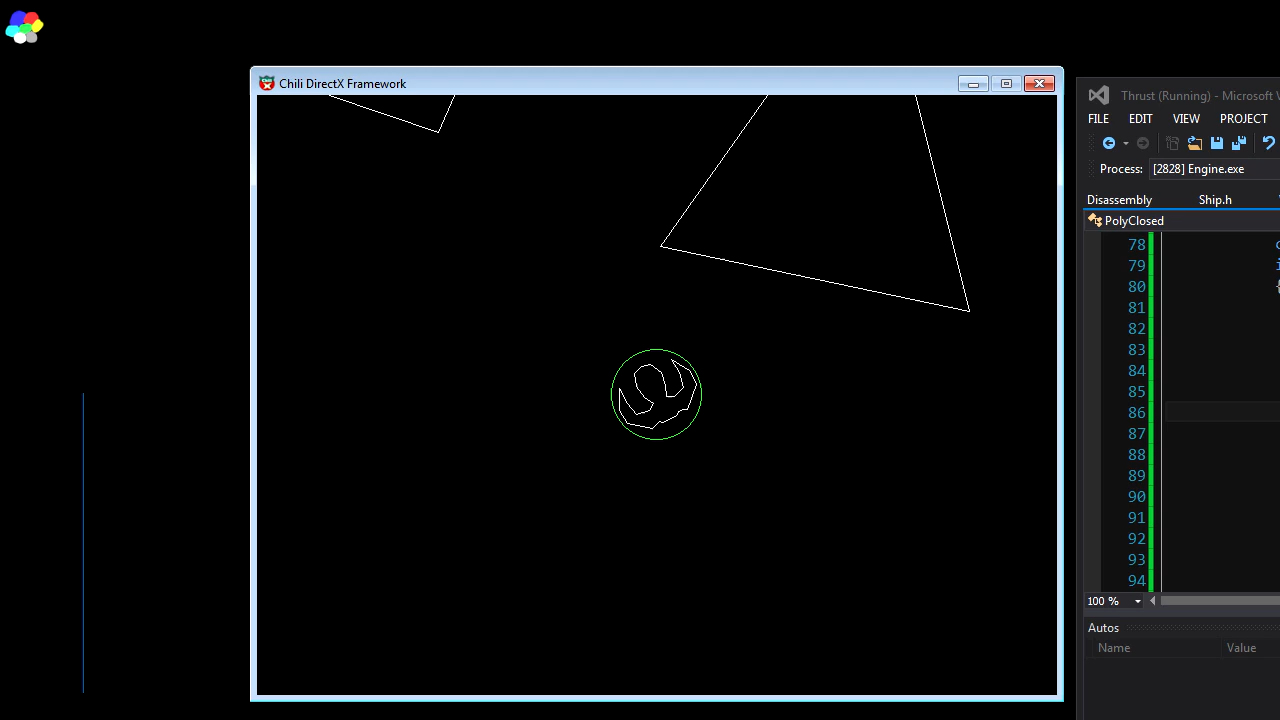 Chili DirectX Framework
Thrust (Running) - Microsoft
FILE EDIT VIEW PROJECT
Process: [2828] Engine.exe
Disassembly Ship.h
PolyClosed
78
79
80
81
82
83
84
85
86
87
88
89
90
91
92
93
94
100 %
Autos
Name Value